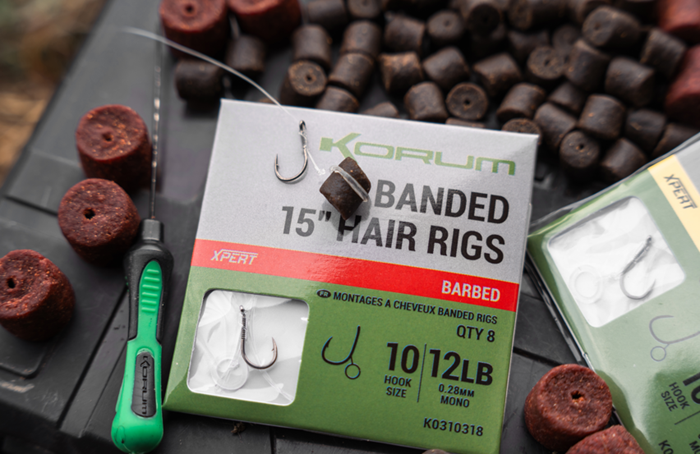 KORUM
BANDED
15" HAIR RIGS
XPERT
BARBED
FR MONTAGES A CHEVEUX BANDED RIGS
QTY 8
10 HOOK SIZE
12LB 0.28MM MONO
K0310318
KORUM
XPERT
HOOK
SIZE